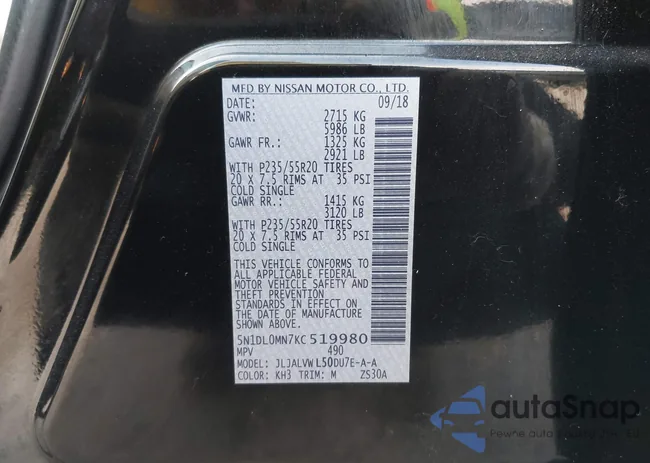 MFD BY NISSAN MOTOR CO., LTD.
DATE: 09/18
GVWR: 2715 KG
5986 LB
GAWR FR.: 1325 KG
2921 LB
WITH P235/55R20 TIRES
20 X 7.5 RIMS AT 35 PSI
COLD SINGLE
GAWR RR.: 1415 KG
3120 LB
WITH P235/55R20 TIRES
20 X 7.5 RIMS AT 35 PSI
COLD SINGLE
THIS VEHICLE CONFORMS TO
ALL APPLICABLE FEDERAL
MOTOR VEHICLE SAFETY AND
THEFT PREVENTION
STANDARDS IN EFFECT ON
THE DATE OF MANUFACTURE
SHOWN ABOVE.
5N1DL0MN7KC519980
MPV 490
MODEL: JLJALVWL50DU7E-A-A
COLOR: KH3 TRIM: M ZS30A
autoSnap
Pewne auto